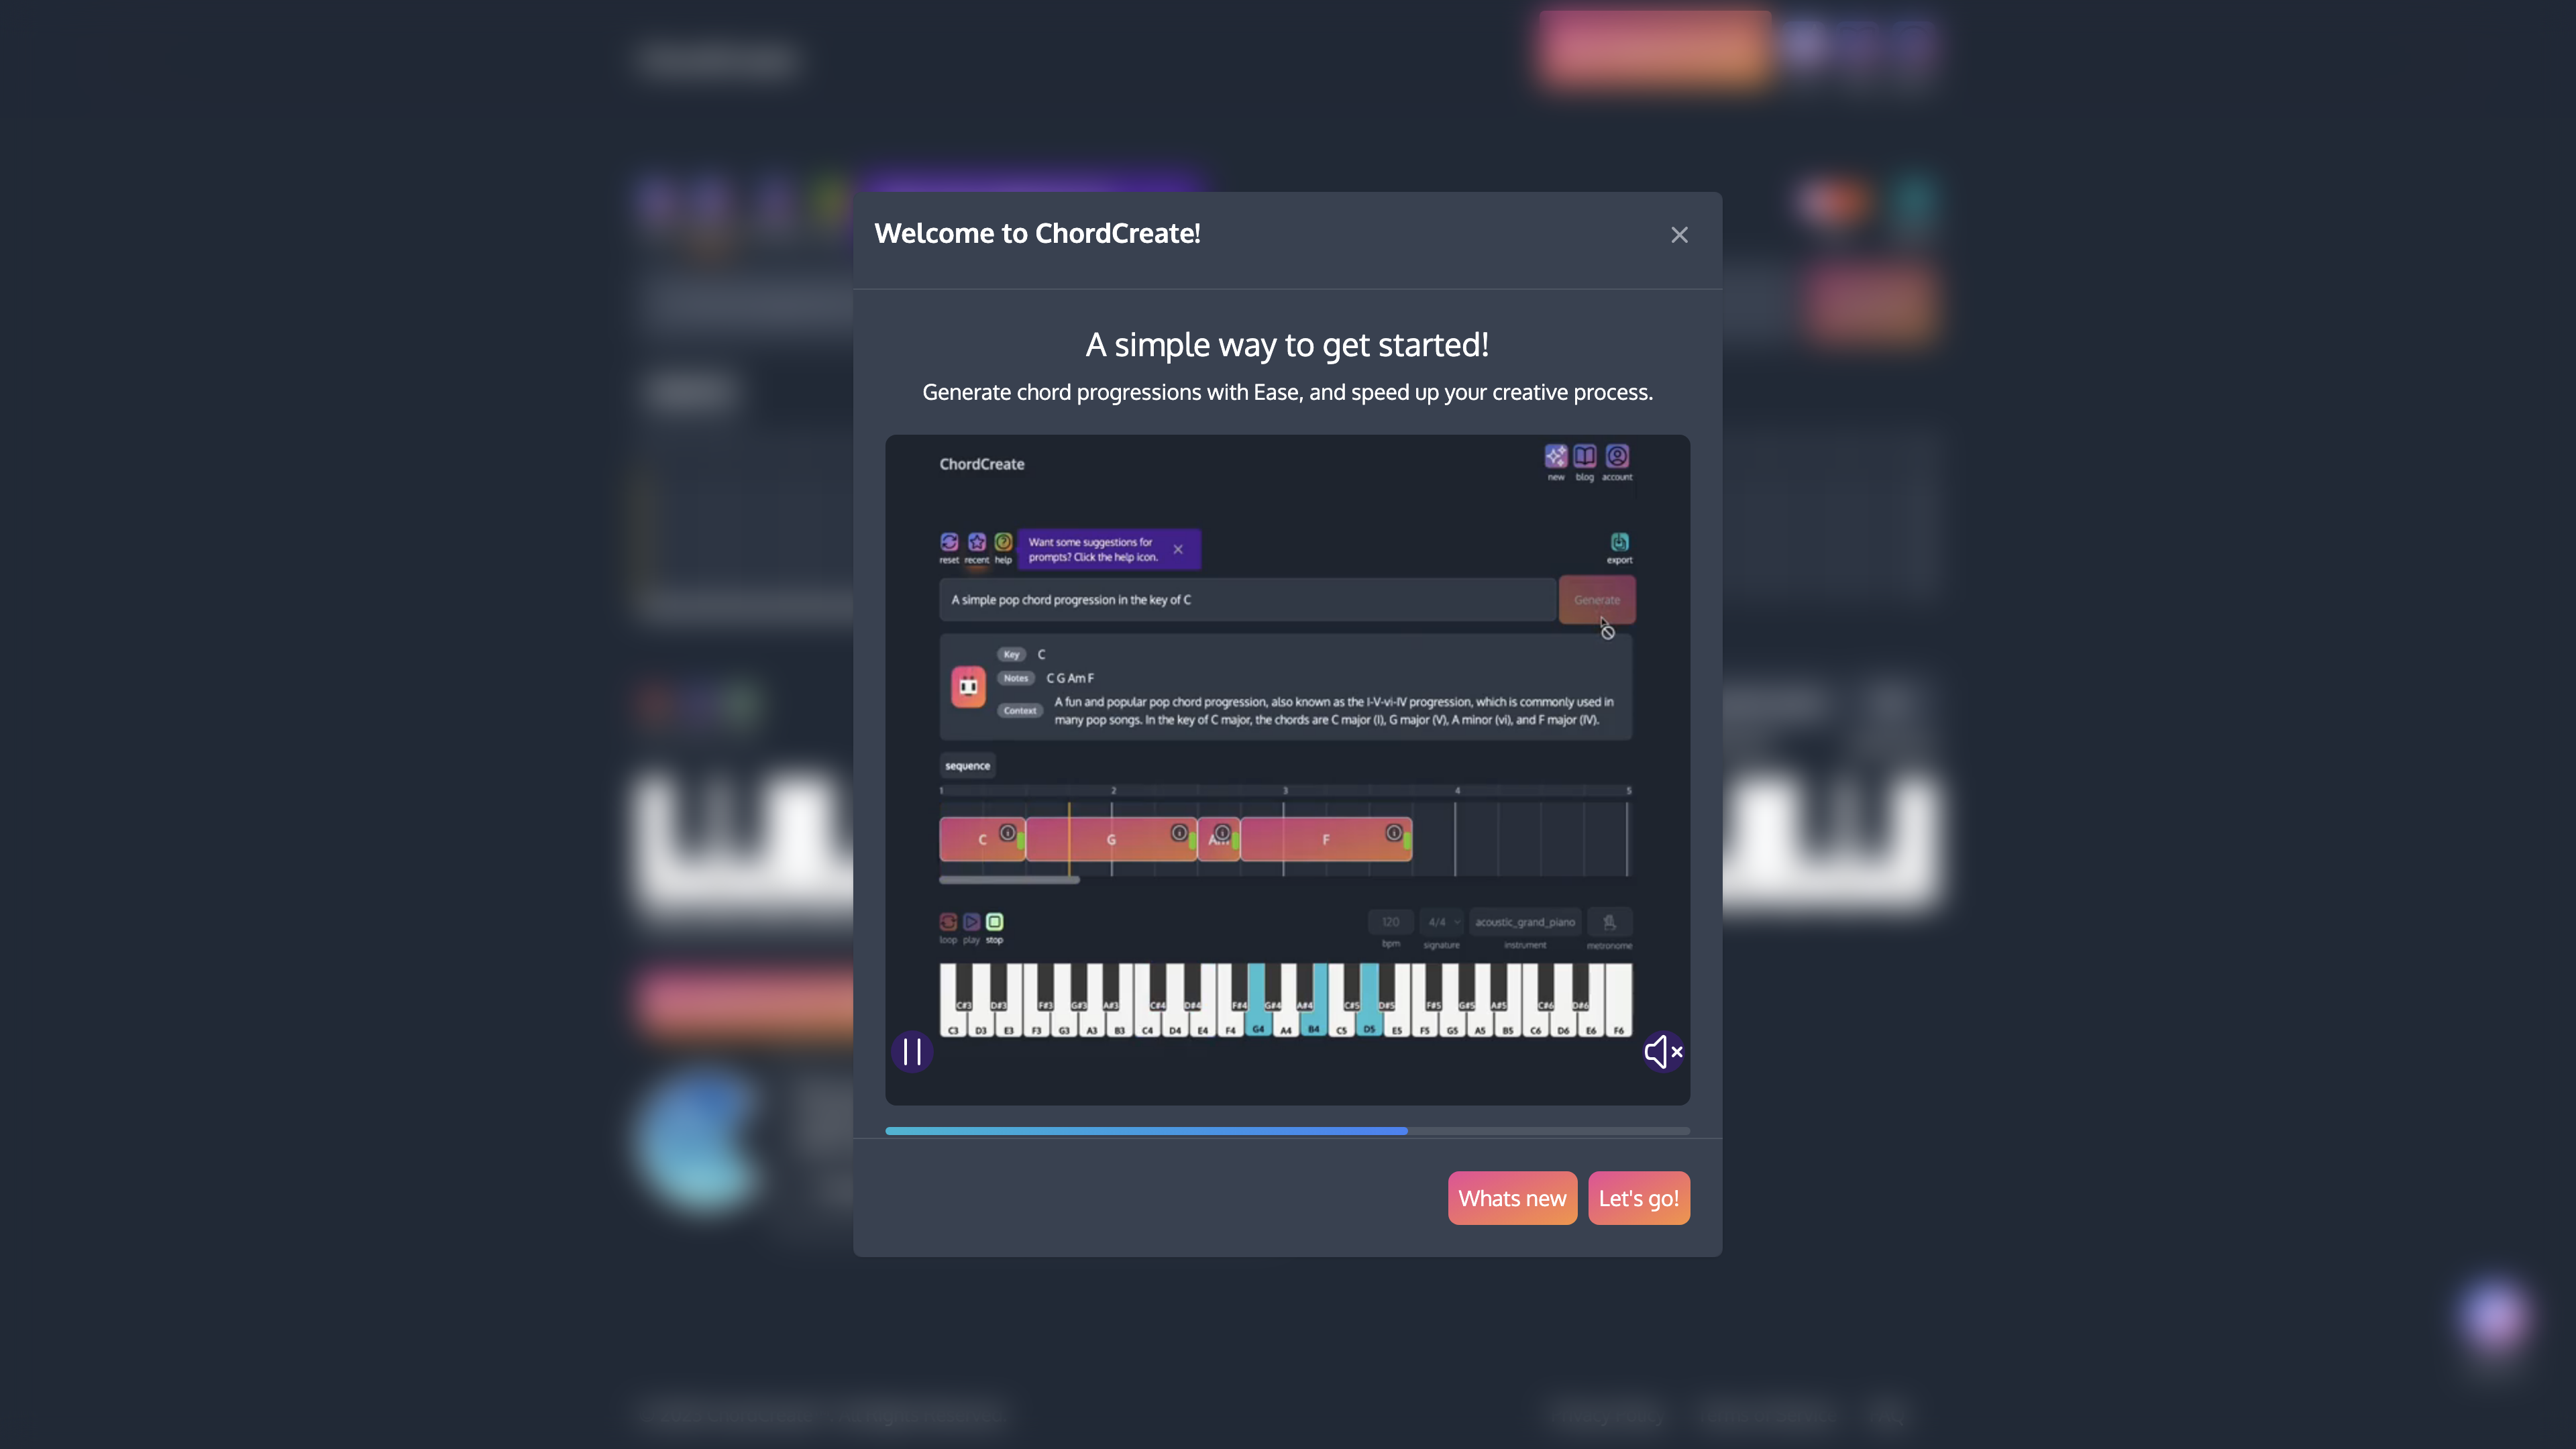 Welcome to ChordCreate!
A simple way to get started!
Generate chord progressions with Ease, and speed up your creative process.
ChordCreate
new blog account
Want some suggestions for
prompts? Click the help icon.
reset recent help
export
A simple pop chord progression in the key of C
Generate
Key C
Notes C G Am F
Context
A fun and popular pop chord progression, also known as the I-V-vi-IV progression, which is commonly used in
many pop songs. In the key of C major, the chords are C major (I), G major (V), A minor (vi), and F major (IV).
sequence
1 2 3 4 5
C G A... F
120 4/4 acoustic_grand_piano
loop play stop
bpm signature instrument metronome
C#3 D#3 F#3 G#3 A#3 C#4 D#4 F#4 G#4 A#4 C#5 D#5 F#5 G#5 A#5 C#6 D#6
C3 D3 E3 F3 G3 A3 B3 C4 D4 E4 F4 G4 A4 B4 C5 D5 E5 F5 G5 A5 B5 C6 D6 E6 F6
Whats new Let's go!